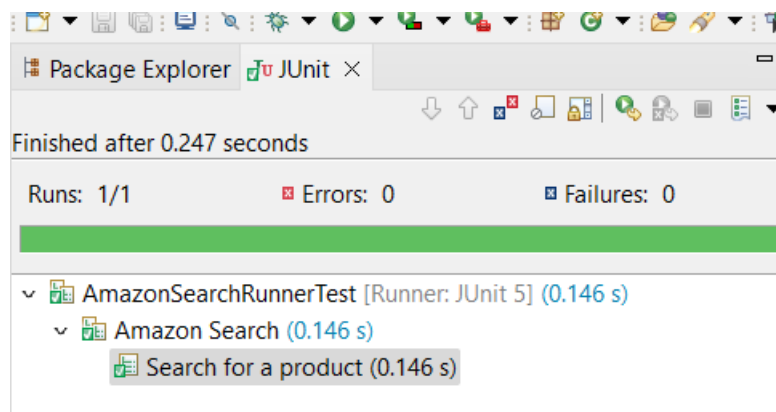 Package Explorer JUnit
Finished after 0.247 seconds
Runs: 1/1 Errors: 0 Failures: 0
AmazonSearchRunnerTest [Runner: JUnit 5] (0.146 s)
Amazon Search (0.146 s)
Search for a product (0.146 s)